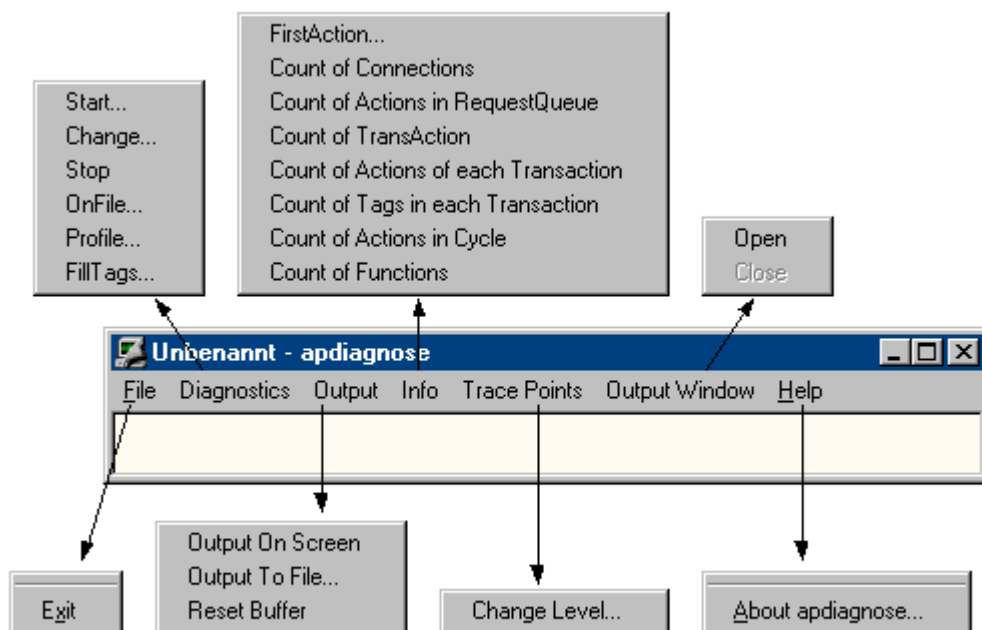 FirstAction...
Count of Connections
Count of Actions in RequestQueue
Count of TransAction
Count of Actions of each Transaction
Count of Tags in each Transaction
Count of Actions in Cycle
Count of Functions
Start...
Change...
Stop
OnFile...
Profile...
FillTags...
Open
Close
Unbenannt - apdiagnose
File Diagnostics Output Info Trace Points Output Window Help
Output On Screen
Output To File...
Reset Buffer
Exit
Change Level...
About apdiagnose...